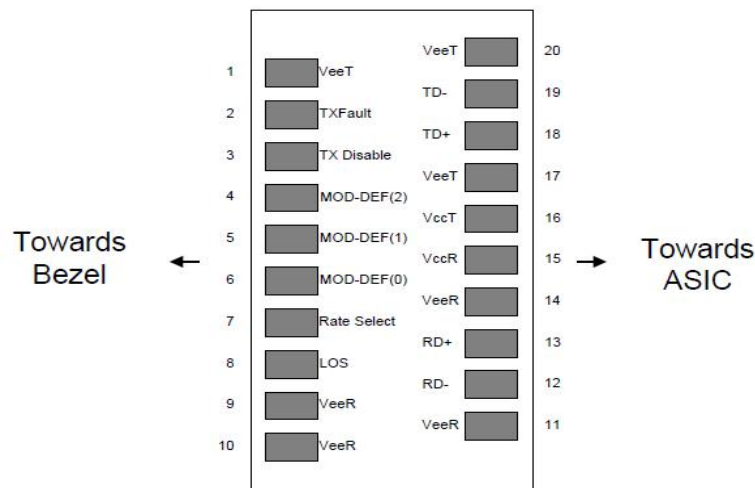 1 VeeT
2 TXFault
3 TX Disable
4 MOD-DEF(2)
5 MOD-DEF(1)
6 MOD-DEF(0)
7 Rate Select
8 LOS
9 VeeR
10 VeeR
VeeT 20
TD- 19
TD+ 18
VeeT 17
VccT 16
VccR 15
VeeR 14
RD+ 13
RD- 12
VeeR 11
Towards
Bezel
Towards
ASIC